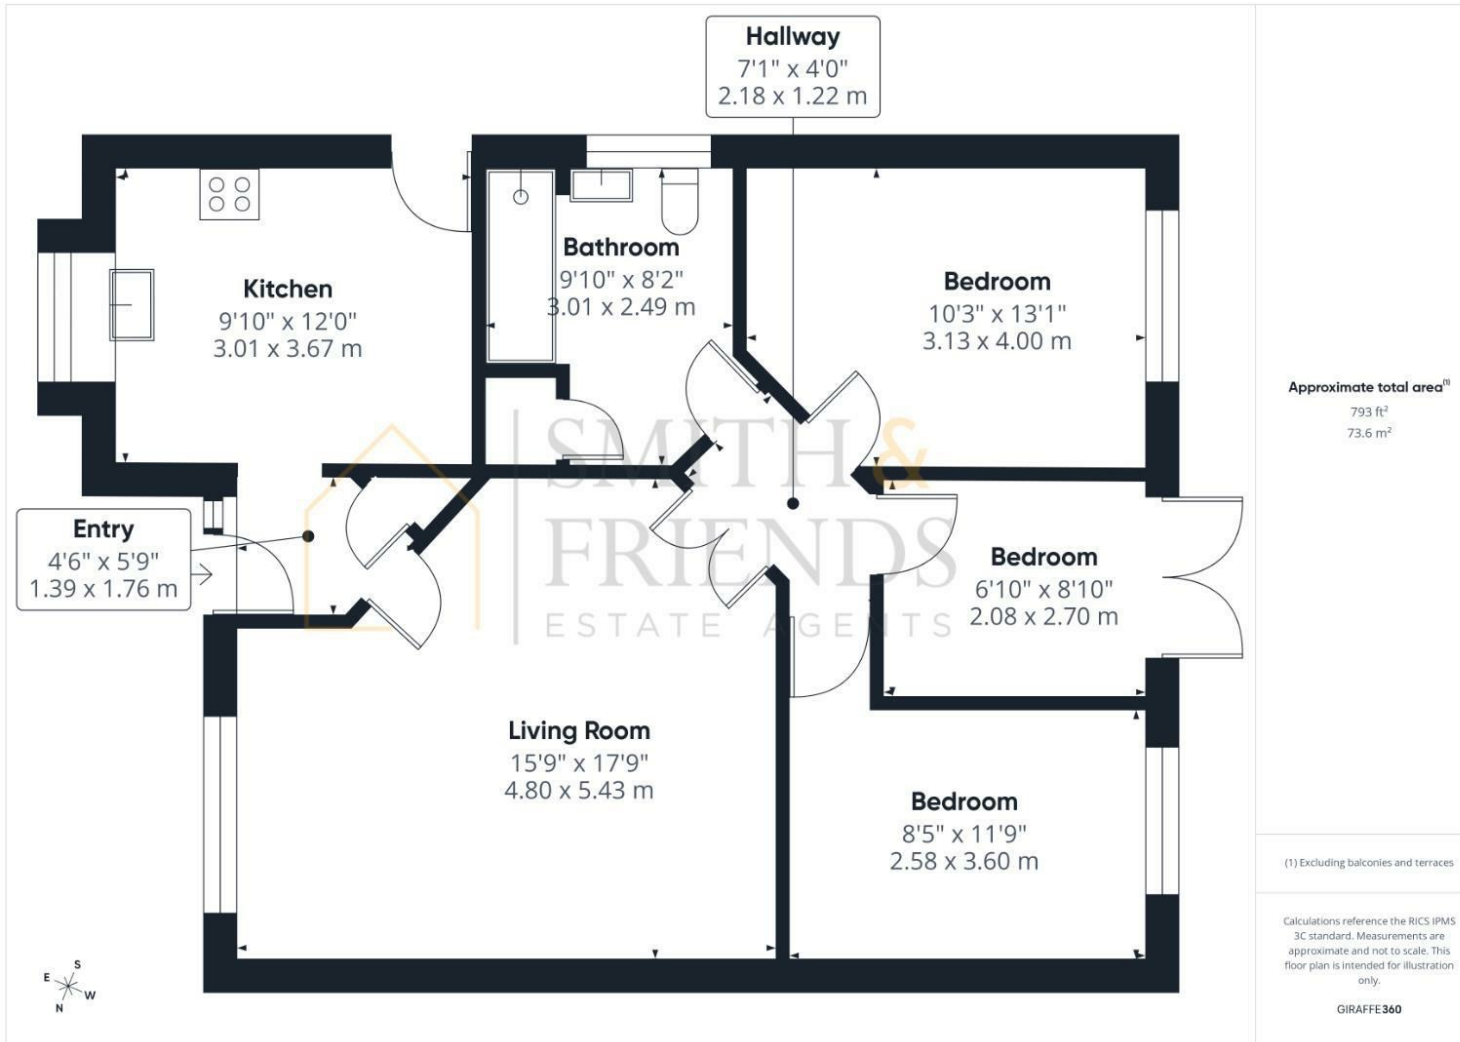 Hallway
7'1" x 4'0"
2.18 x 1.22 m
Kitchen
9'10" x 12'0"
3.01 x 3.67 m
Bathroom
9'10" x 8'2"
3.01 x 2.49 m
Bedroom
10'3" x 13'1"
3.13 x 4.00 m
Entry
4'6" x 5'9"
1.39 x 1.76 m
SMITH &
FRIENDS
ESTATE AGENTS
Bedroom
6'10" x 8'10"
2.08 x 2.70 m
Living Room
15'9" x 17'9"
4.80 x 5.43 m
Bedroom
8'5" x 11'9"
2.58 x 3.60 m
S
E
W
N
Approximate total area(1)
793 ft²
73.6 m²
(1) Excluding balconies and terraces
Calculations reference the RICS IPMS
3C standard. Measurements are
approximate and not to scale. This
floor plan is intended for illustration
only.
GIRAFFE360